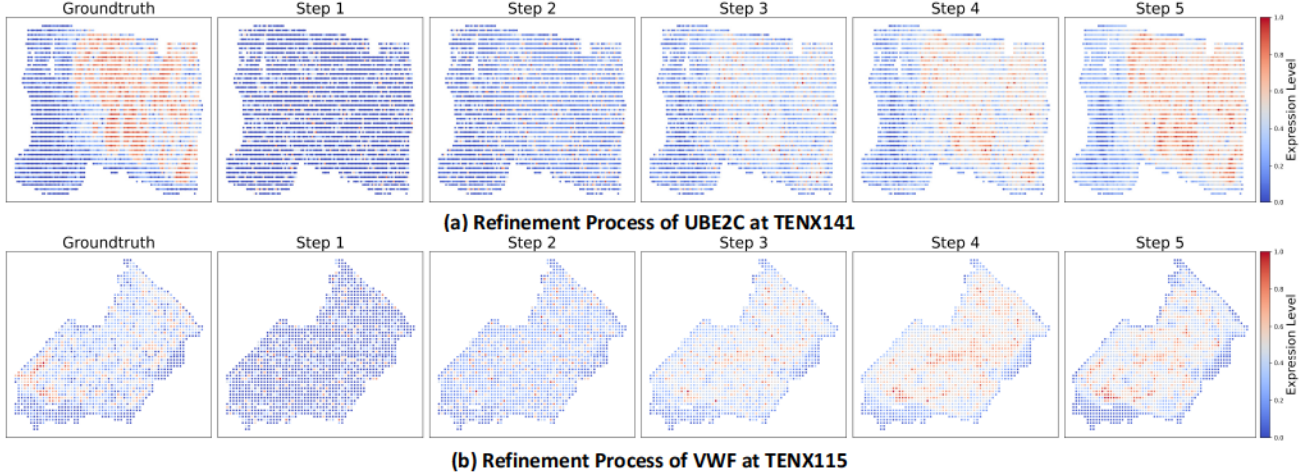 Groundtruth Step 1 Step 2 Step 3 Step 4 Step 5
1.0
0.8
0.6
0.4
0.2
0.0
Expression Level
(a) Refinement Process of UBE2C at TENX141
Groundtruth Step 1 Step 2 Step 3 Step 4 Step 5
1.0
0.8
0.6
0.4
0.2
0.0
Expression Level
(b) Refinement Process of VWF at TENX115